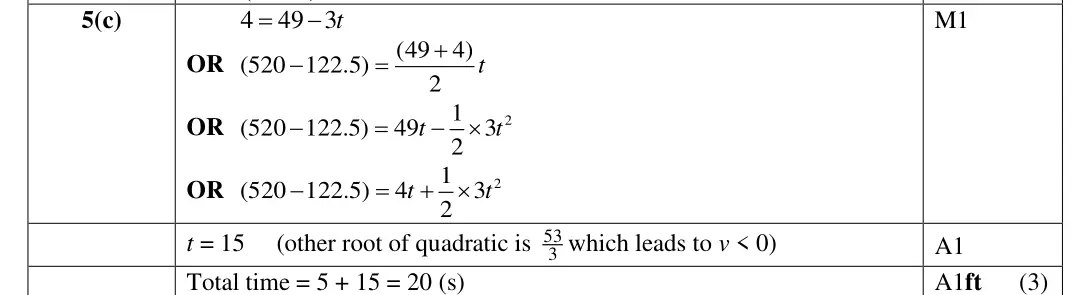 5(c) 4 = 49 − 3t M1
OR (520 − 122.5) = (49 + 4)/2 t
OR (520 − 122.5) = 49t − 1/2 × 3t²
OR (520 − 122.5) = 4t + 1/2 × 3t²
t = 15 (other root of quadratic is 53/3 which leads to v < 0) A1
Total time = 5 + 15 = 20 (s) A1ft (3)